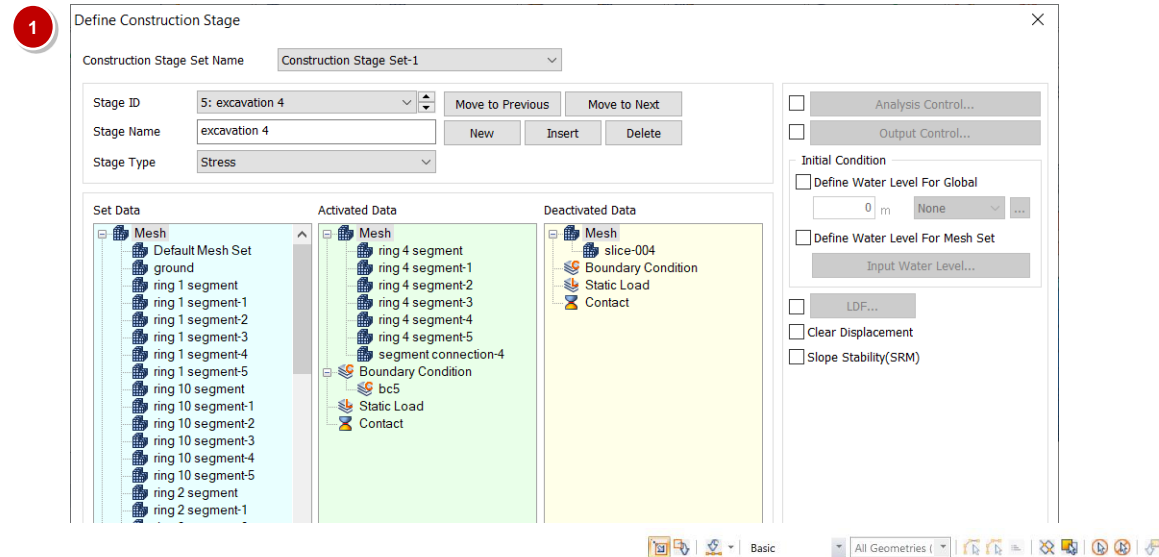 1
Define Construction Stage
Construction Stage Set Name
Construction Stage Set-1
Stage ID
5: excavation 4
Move to Previous
Move to Next
Stage Name
excavation 4
New
Insert
Delete
Stage Type
Stress
Analysis Control...
Output Control...
Initial Condition
Define Water Level For Global
0 m
None
...
Define Water Level For Mesh Set
Input Water Level...
LDF...
Clear Displacement
Slope Stability(SRM)
Set Data
Mesh
Default Mesh Set
ground
ring 1 segment
ring 1 segment-1
ring 1 segment-2
ring 1 segment-3
ring 1 segment-4
ring 1 segment-5
ring 10 segment
ring 10 segment-1
ring 10 segment-2
ring 10 segment-3
ring 10 segment-4
ring 10 segment-5
ring 2 segment
ring 2 segment-1
Activated Data
Mesh
ring 4 segment
ring 4 segment-1
ring 4 segment-2
ring 4 segment-3
ring 4 segment-4
ring 4 segment-5
segment connection-4
Boundary Condition
bc5
Static Load
Contact
Deactivated Data
Mesh
slice-004
Boundary Condition
Static Load
Contact
Basic
All Geometries (